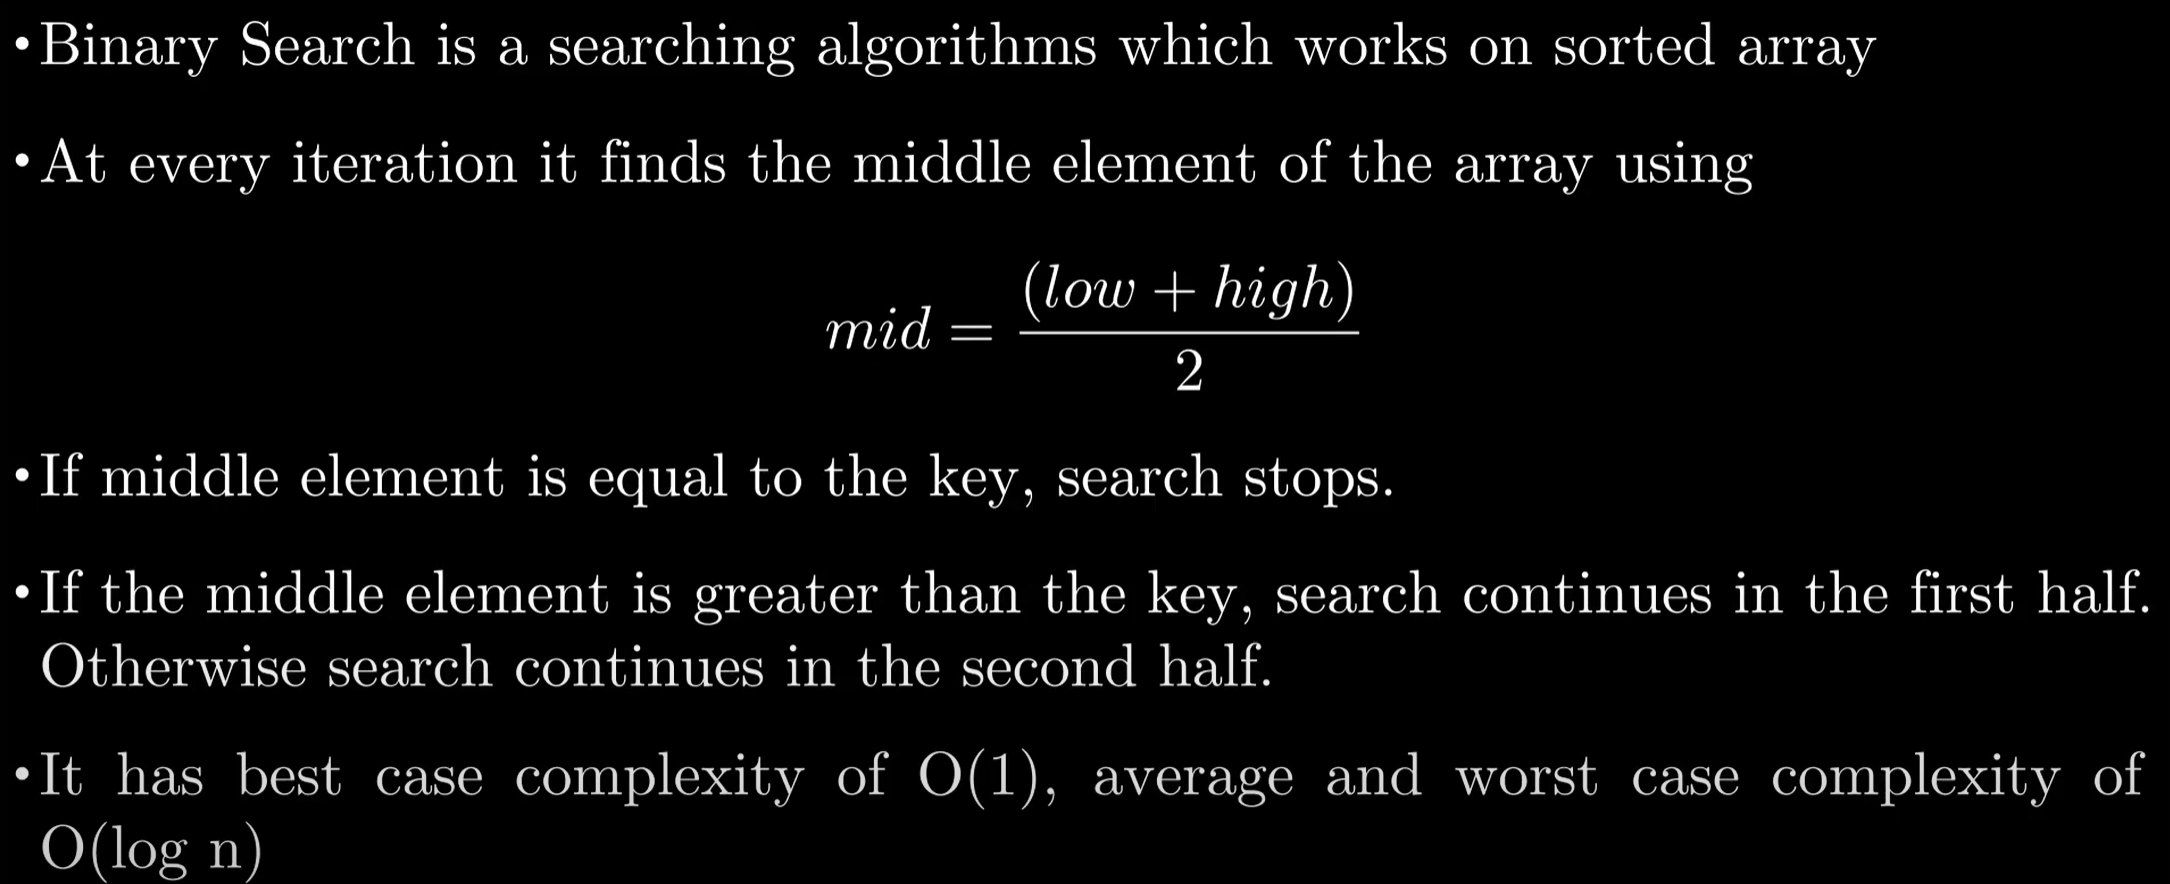 •Binary Search is a searching algorithms which works on sorted array
•At every iteration it finds the middle element of the array using
mid = (low + high) / 2
•If middle element is equal to the key, search stops.
•If the middle element is greater than the key, search continues in the first half.
Otherwise search continues in the second half.
•It has best case complexity of O(1), average and worst case complexity of
O(log n)